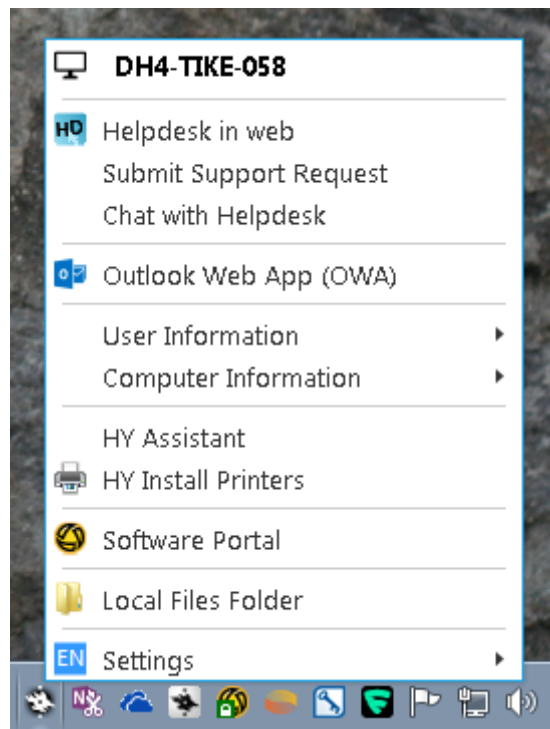 DH4-TIKE-058
HD Helpdesk in web
Submit Support Request
Chat with Helpdesk
Outlook Web App (OWA)
User Information
Computer Information
HY Assistant
HY Install Printers
Software Portal
Local Files Folder
EN Settings